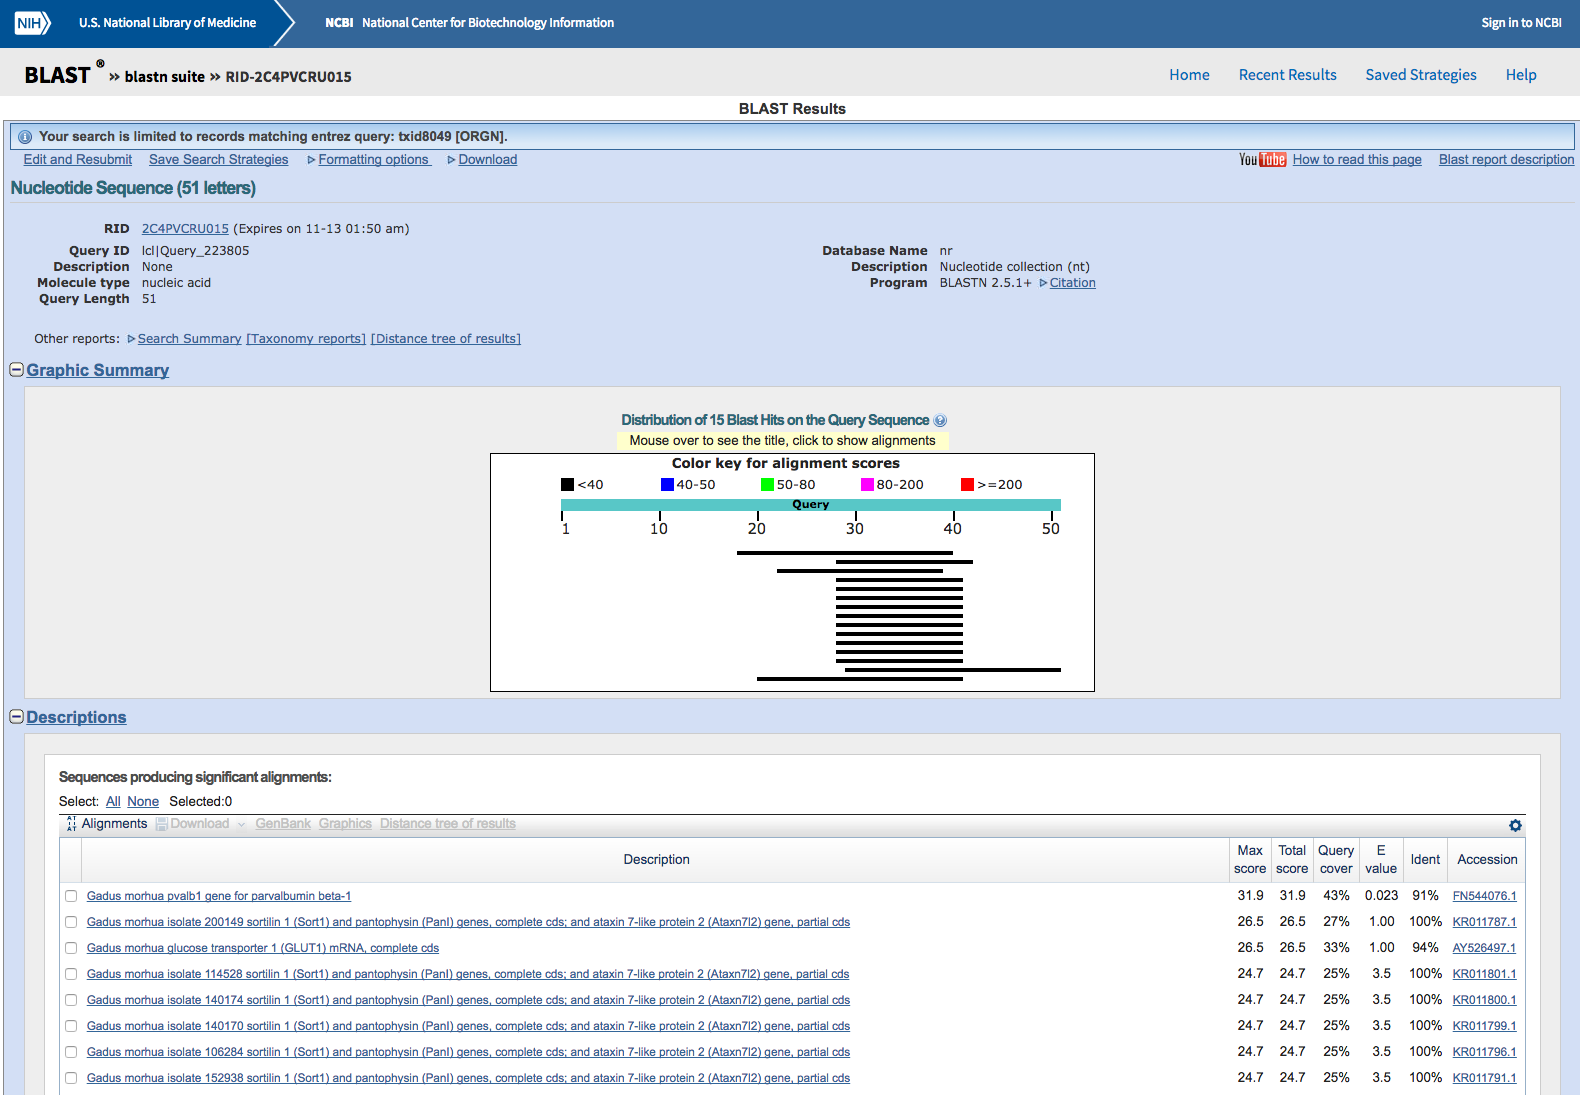 NIH U.S. National Library of Medicine NCBI National Center for Biotechnology Information Sign in to NCBI
BLAST ® » blastn suite » RID-2C4PVCRU015 Home Recent Results Saved Strategies Help
BLAST Results
Your search is limited to records matching entrez query: txid8049 [ORGN].
Edit and Resubmit Save Search Strategies Formatting options Download YouTube How to read this page Blast report description
Nucleotide Sequence (51 letters)
RID 2C4PVCRU015 (Expires on 11-13 01:50 am)
Query ID lcl|Query_223805 Database Name nr
Description None Description Nucleotide collection (nt)
Molecule type nucleic acid Program BLASTN 2.5.1+ Citation
Query Length 51
Other reports: Search Summary [Taxonomy reports] [Distance tree of results]
Graphic Summary
Distribution of 15 Blast Hits on the Query Sequence
Mouse over to see the title, click to show alignments
Color key for alignment scores
<40 40-50 50-80 80-200 >=200
Query
1 10 20 30 40 50
Descriptions
Sequences producing significant alignments:
Select: All None Selected:0
Alignments Download GenBank Graphics Distance tree of results
Description Max score Total score Query cover E value Ident Accession
Gadus morhua pvalb1 gene for parvalbumin beta-1 31.9 31.9 43% 0.023 91% FN544076.1
Gadus morhua isolate 200149 sortilin 1 (Sort1) and pantophysin (PanI) genes, complete cds; and ataxin 7-like protein 2 (Ataxn7l2) gene, partial cds 26.5 26.5 27% 1.00 100% KR011787.1
Gadus morhua glucose transporter 1 (GLUT1) mRNA, complete cds 26.5 26.5 33% 1.00 94% AY526497.1
Gadus morhua isolate 114528 sortilin 1 (Sort1) and pantophysin (PanI) genes, complete cds; and ataxin 7-like protein 2 (Ataxn7l2) gene, partial cds 24.7 24.7 25% 3.5 100% KR011801.1
Gadus morhua isolate 140174 sortilin 1 (Sort1) and pantophysin (PanI) genes, complete cds; and ataxin 7-like protein 2 (Ataxn7l2) gene, partial cds 24.7 24.7 25% 3.5 100% KR011800.1
Gadus morhua isolate 140170 sortilin 1 (Sort1) and pantophysin (PanI) genes, complete cds; and ataxin 7-like protein 2 (Ataxn7l2) gene, partial cds 24.7 24.7 25% 3.5 100% KR011799.1
Gadus morhua isolate 106284 sortilin 1 (Sort1) and pantophysin (PanI) genes, complete cds; and ataxin 7-like protein 2 (Ataxn7l2) gene, partial cds 24.7 24.7 25% 3.5 100% KR011796.1
Gadus morhua isolate 152938 sortilin 1 (Sort1) and pantophysin (PanI) genes, complete cds; and ataxin 7-like protein 2 (Ataxn7l2) gene, partial cds 24.7 24.7 25% 3.5 100% KR011791.1